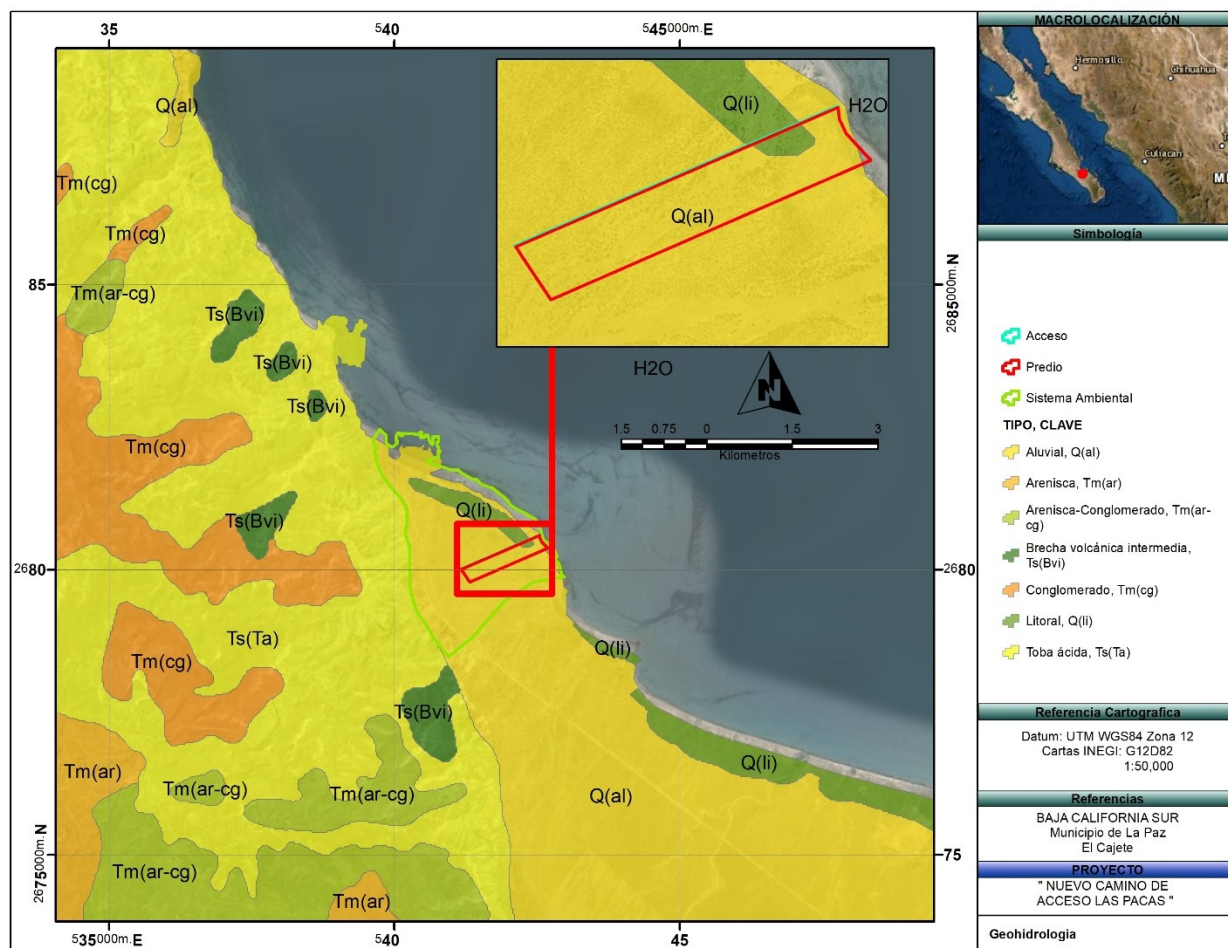 35
40
545000m. E
Q(al)
Tm(cg)
Tm(cg)
Tm(ar-cg)
85
Ts(Bvi)
Ts(Bvi)
Ts(Bvi)
Tm(cg)
Ts(Bvi)
Q(li)
2680
Ts(Ta)
Tm(cg)
Ts(Bvi)
Tm(ar)
Tm(ar-cg)
Tm(ar-cg)
Q(al)
Q(li)
Q(li)
2675000m. N
Tm(ar-cg)
Tm(ar)
535000m. E
540
45
75
2680
2685000m. N
Q(li)
H2O
Q(al)
H2O
N
1.5 0.75 0 1.5 3
Kilometros
MACROLOCALIZACIÓN
Hermosillo
Chihuahua
Culiacan
Simbología
Acceso
Predio
Sistema Ambiental
TIPO, CLAVE
Aluvial, Q(al)
Arenisca, Tm(ar)
Arenisca-Conglomerado, Tm(ar-
cg)
Brecha volcánica intermedia,
Ts(Bvi)
Conglomerado, Tm(cg)
Litoral, Q(li)
Toba ácida, Ts(Ta)
Referencia Cartografica
Datum: UTM WGS84 Zona 12
Cartas INEGI: G12D82
1:50,000
Referencias
BAJA CALIFORNIA SUR
Municipio de La Paz
El Cajete
PROYECTO
" NUEVO CAMINO DE
ACCESO LAS PACAS "
Geohidrologia